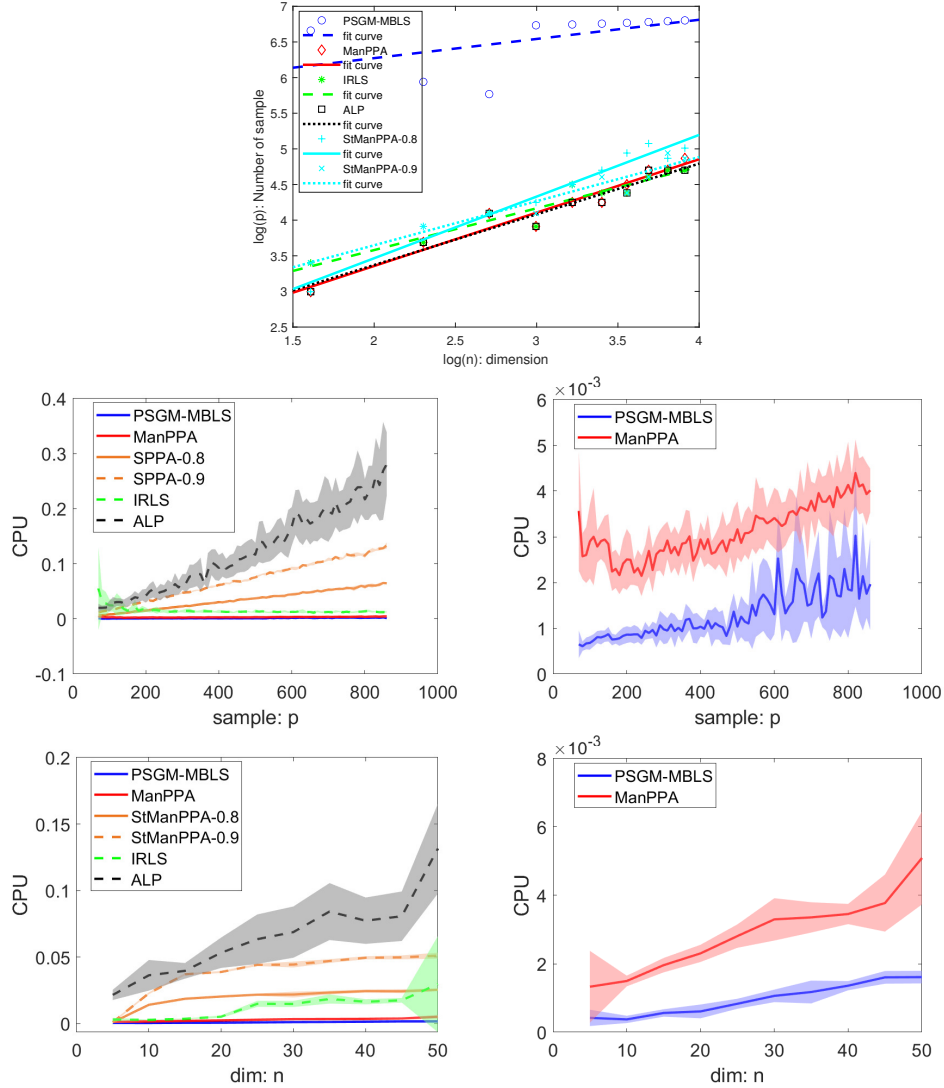 7
6.5
6
5.5
5
4.5
4
3.5
3
2.5
log(p): Number of sample
PSGM-MBLS
fit curve
ManPPA
fit curve
IRLS
fit curve
ALP
fit curve
StManPPA-0.8
fit curve
StManPPA-0.9
fit curve
1.5 2 2.5 3 3.5 4
log(n): dimension
0.4
0.3
0.2
0.1
0
-0.1
CPU
PSGM-MBLS
ManPPA
SPPA-0.8
SPPA-0.9
IRLS
ALP
0 200 400 600 800 1000
sample: p
×10⁻³
6
5
4
3
2
1
0
CPU
PSGM-MBLS
ManPPA
0 200 400 600 800 1000
sample: p
0.2
0.15
0.1
0.05
0
CPU
PSGM-MBLS
ManPPA
StManPPA-0.8
StManPPA-0.9
IRLS
ALP
0 10 20 30 40 50
dim: n
×10⁻³
8
6
4
2
0
CPU
PSGM-MBLS
ManPPA
0 10 20 30 40 50
dim: n